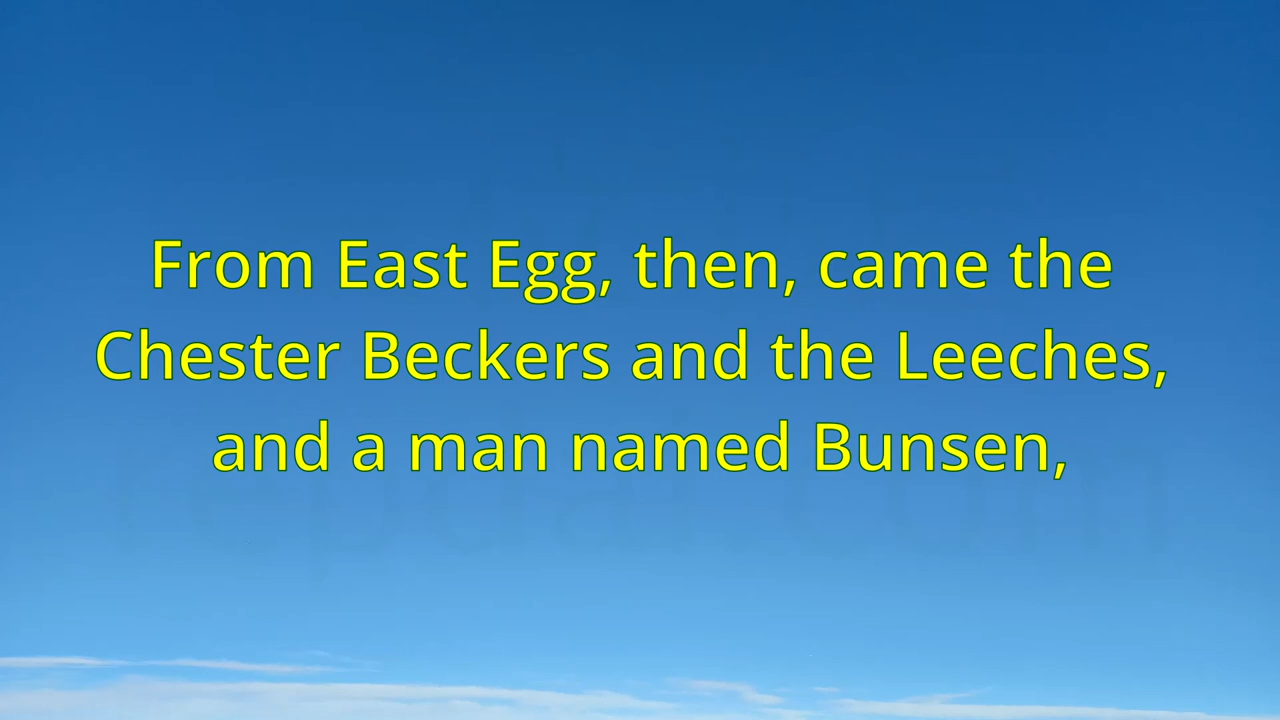 From East Egg, then, came the
Chester Beckers and the Leeches,
and a man named Bunsen,